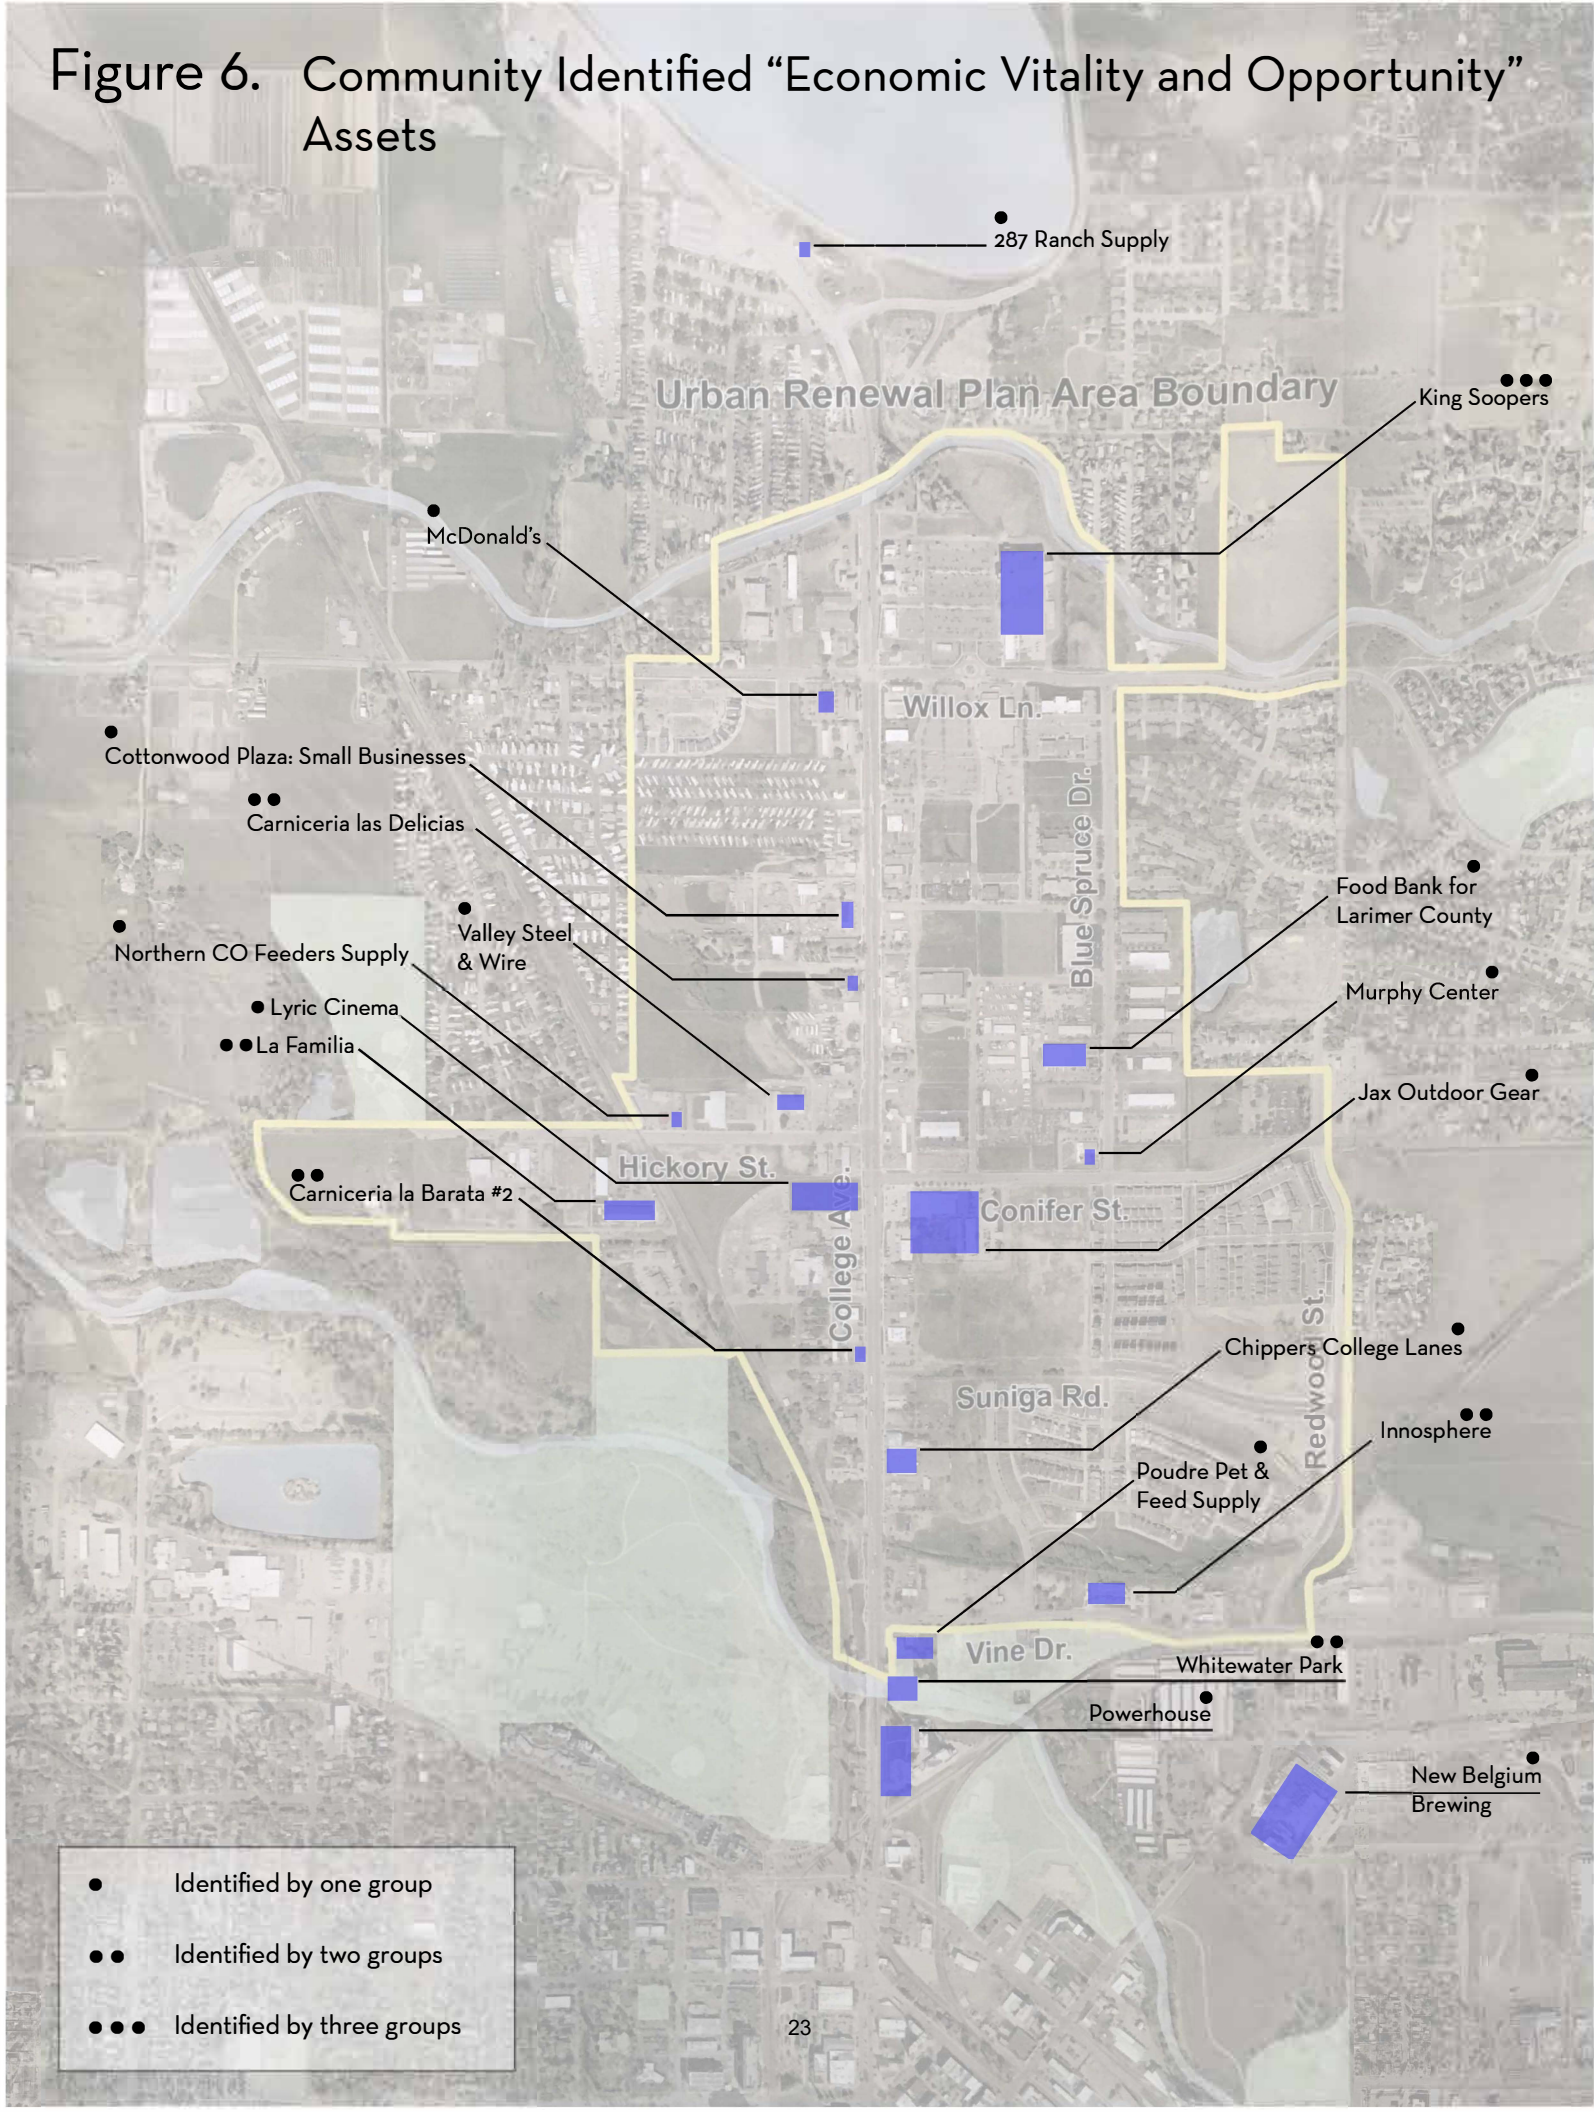 Figure 6. Community Identified “Economic Vitality and Opportunity”
Assets
287 Ranch Supply
Urban Renewal Plan Area Boundary
King Soopers
McDonald’s
Willox Ln.
Cottonwood Plaza: Small Businesses
Blue Spruce Dr.
Carniceria las Delicias
Food Bank for
Larimer County
Valley Steel
& Wire
Northern CO Feeders Supply
Murphy Center
Lyric Cinema
La Familia
Jax Outdoor Gear
Hickory St.
Carniceria la Barata #2
College Ave.
Conifer St.
Redwood St.
Chippers College Lanes
Suniga Rd.
Innosphere
Poudre Pet &
Feed Supply
Vine Dr.
Whitewater Park
Powerhouse
New Belgium
Brewing
● Identified by one group
●● Identified by two groups
●●● Identified by three groups
23